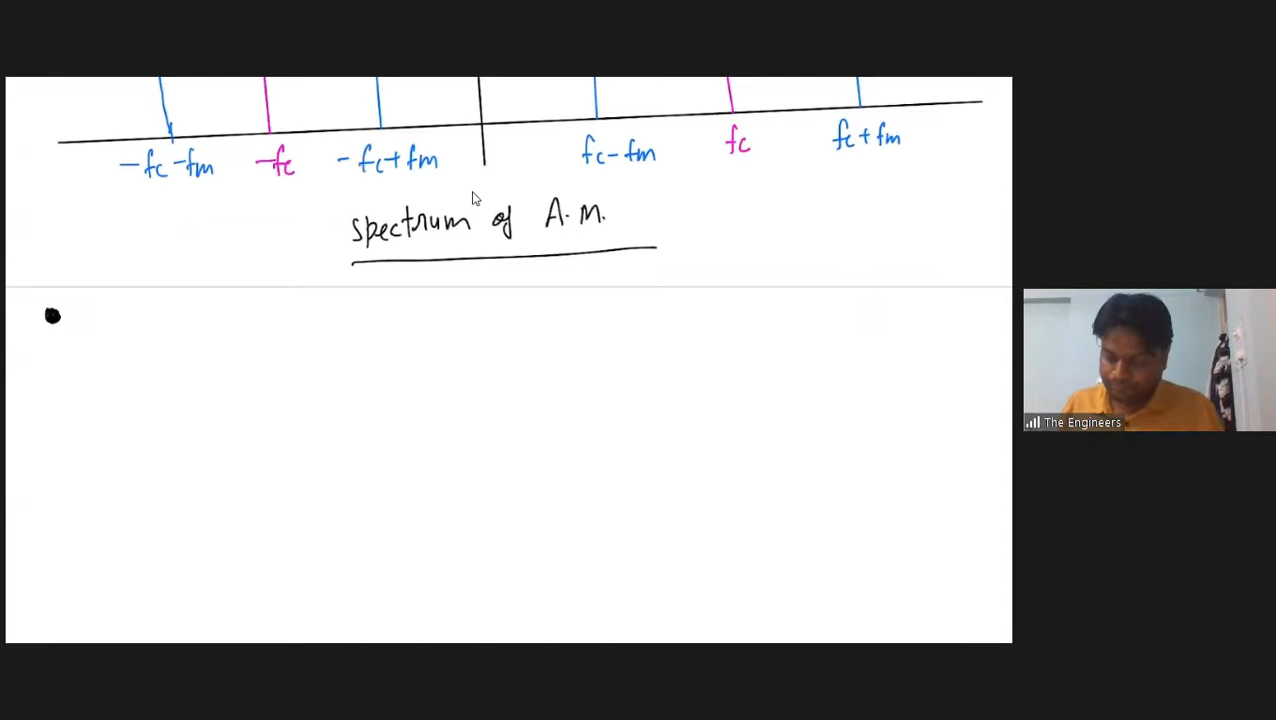 -fc-fm -fc -fc+fm fc-fm fc fc+fm
spectrum of A.M.
The Engineers